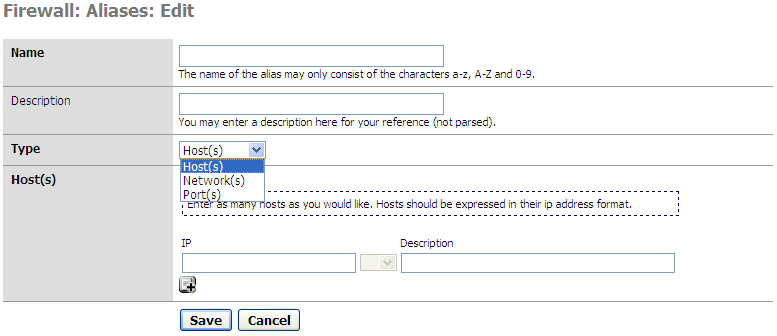 Firewall: Aliases: Edit
Name
The name of the alias may only consist of the characters a-z, A-Z and 0-9.
Description
You may enter a description here for your reference (not parsed).
Type
Host(s)
Host(s)
Network(s)
Port(s)
Host(s)
Enter as many hosts as you would like. Hosts should be expressed in their ip address format.
IP Description
Save Cancel